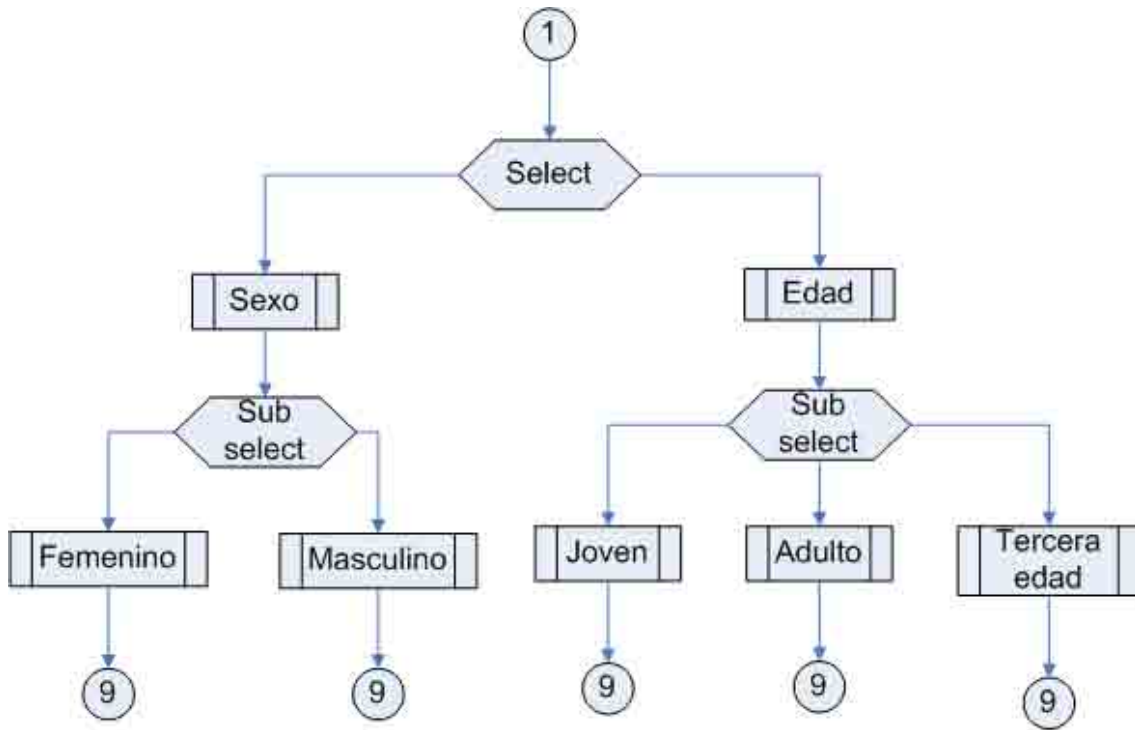 1
Select
Sexo
Edad
Sub
select
Sub
select
Femenino
Masculino
Joven
Adulto
Tercera
edad
9
9
9
9
9